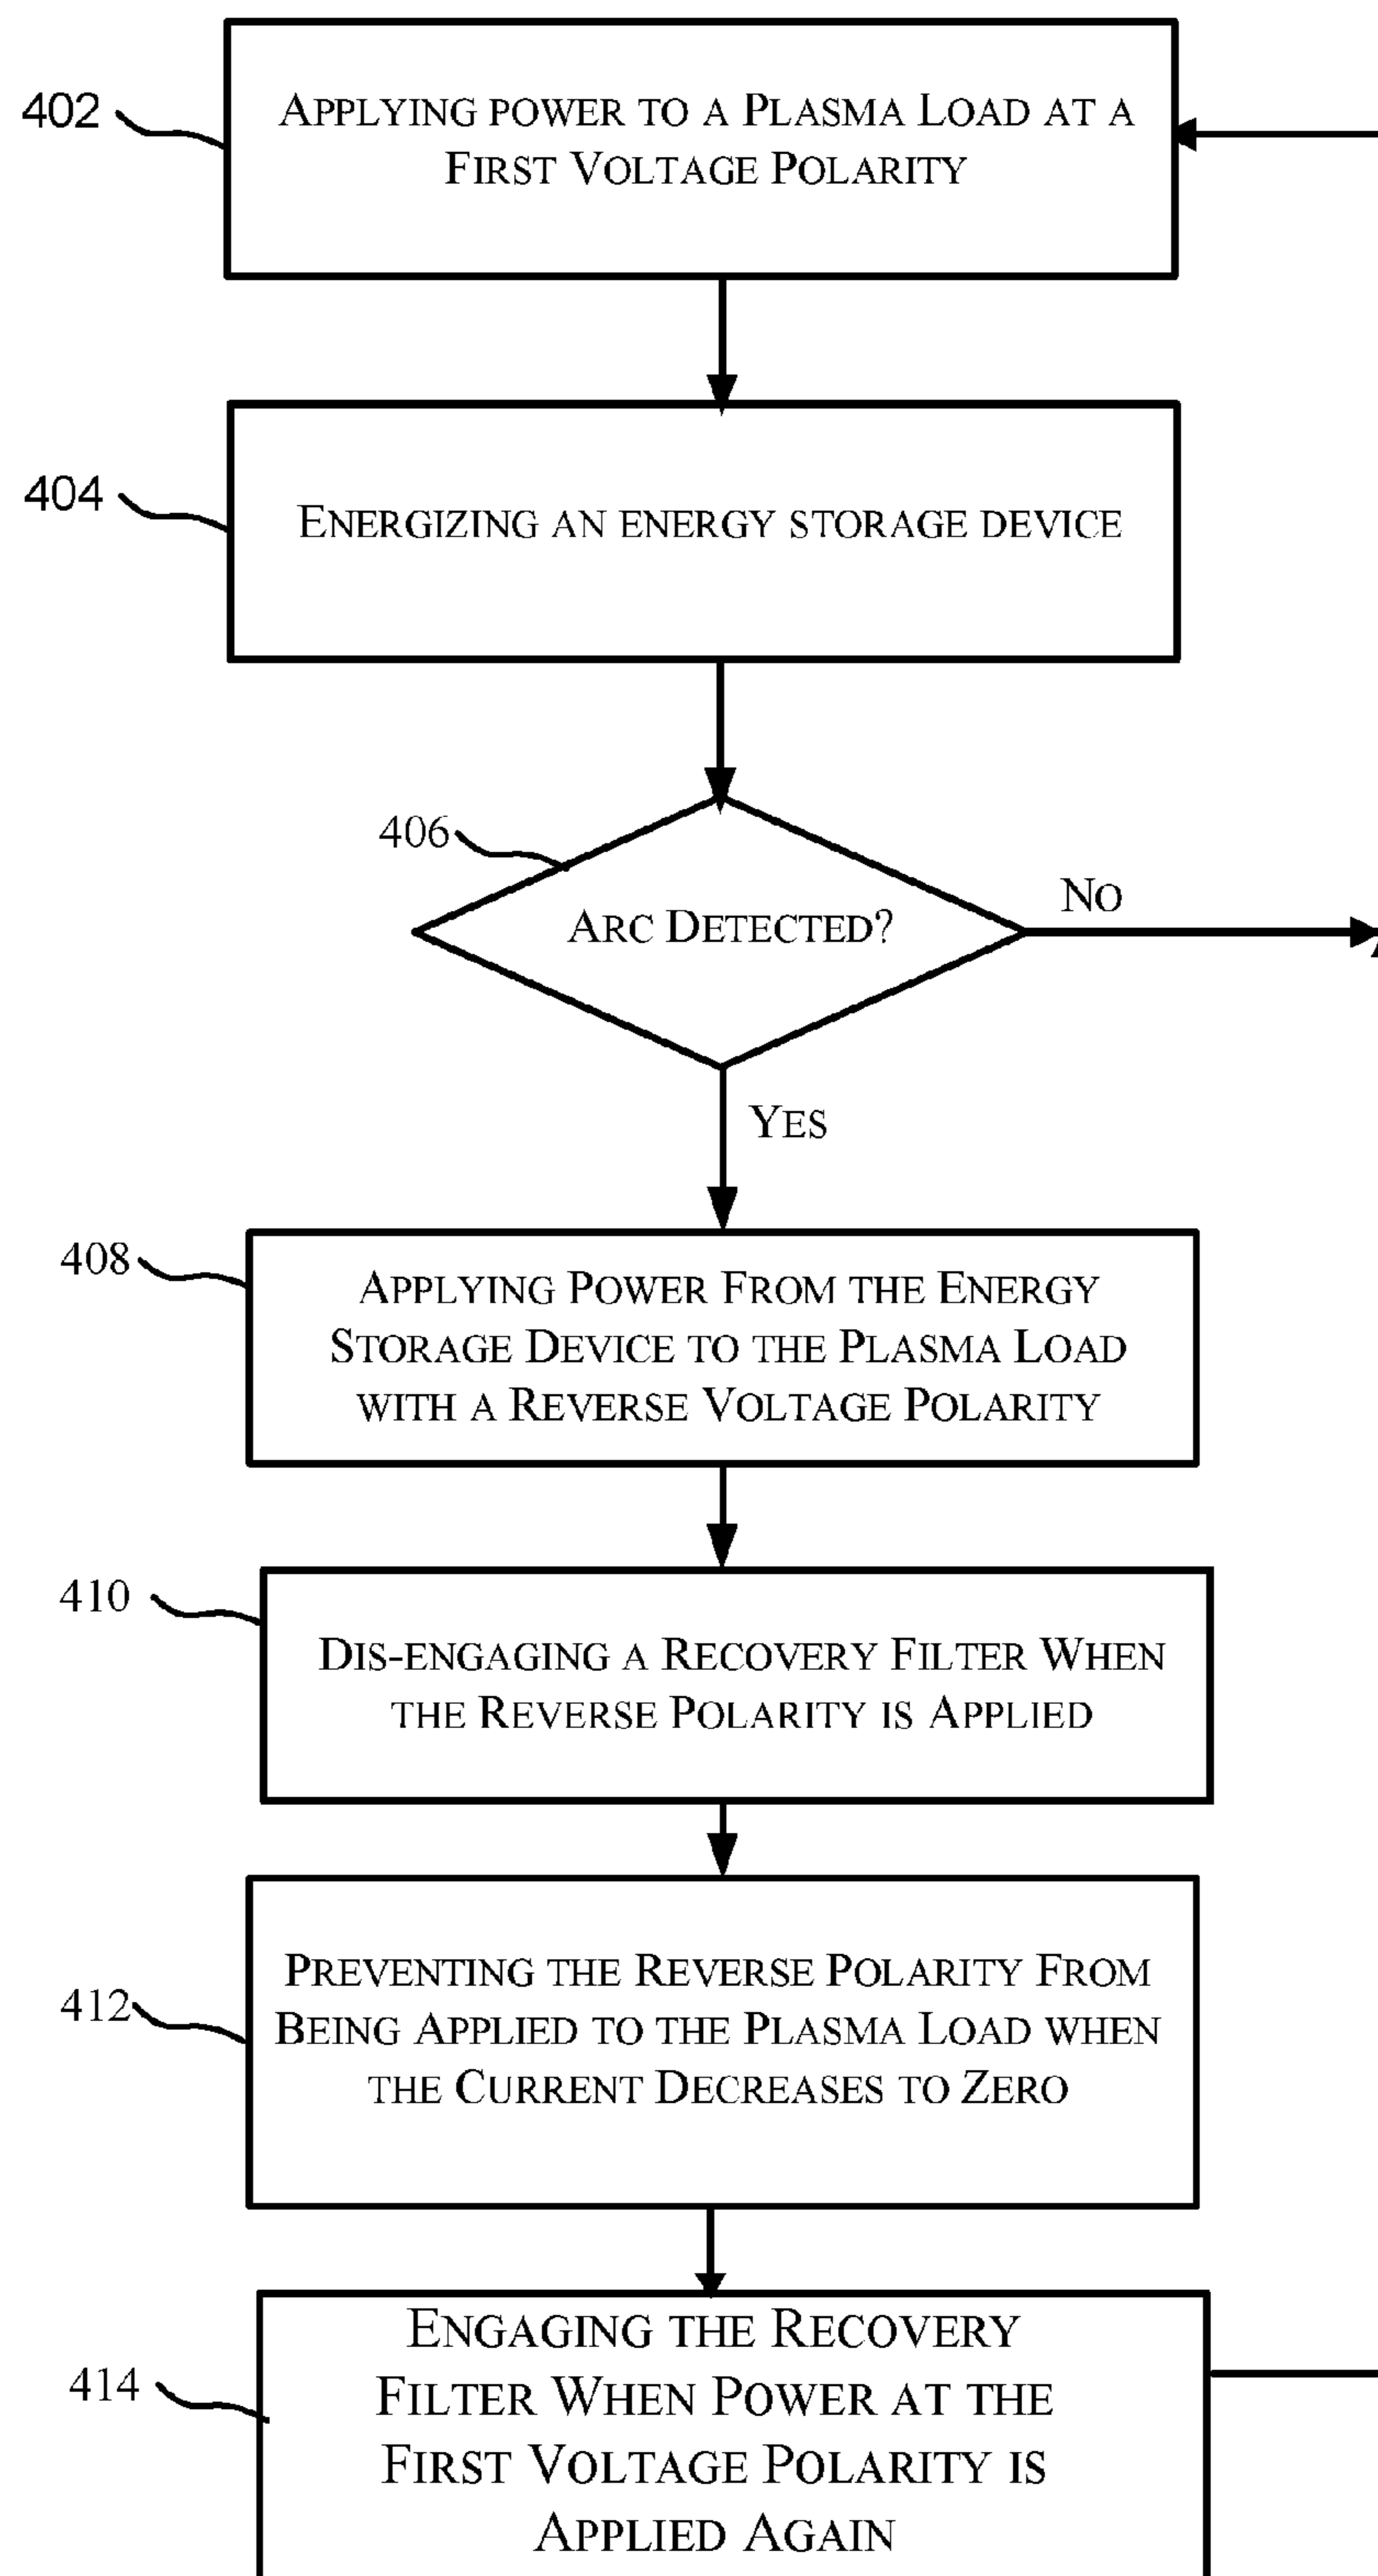 402
APPLYING POWER TO A PLASMA LOAD AT A
FIRST VOLTAGE POLARITY
404
ENERGIZING AN ENERGY STORAGE DEVICE
406
ARC DETECTED?
NO
YES
408
APPLYING POWER FROM THE ENERGY
STORAGE DEVICE TO THE PLASMA LOAD
WITH A REVERSE VOLTAGE POLARITY
410
DIS-ENGAGING A RECOVERY FILTER WHEN
THE REVERSE POLARITY IS APPLIED
412
PREVENTING THE REVERSE POLARITY FROM
BEING APPLIED TO THE PLASMA LOAD WHEN
THE CURRENT DECREASES TO ZERO
414
ENGAGING THE RECOVERY
FILTER WHEN POWER AT THE
FIRST VOLTAGE POLARITY IS
APPLIED AGAIN